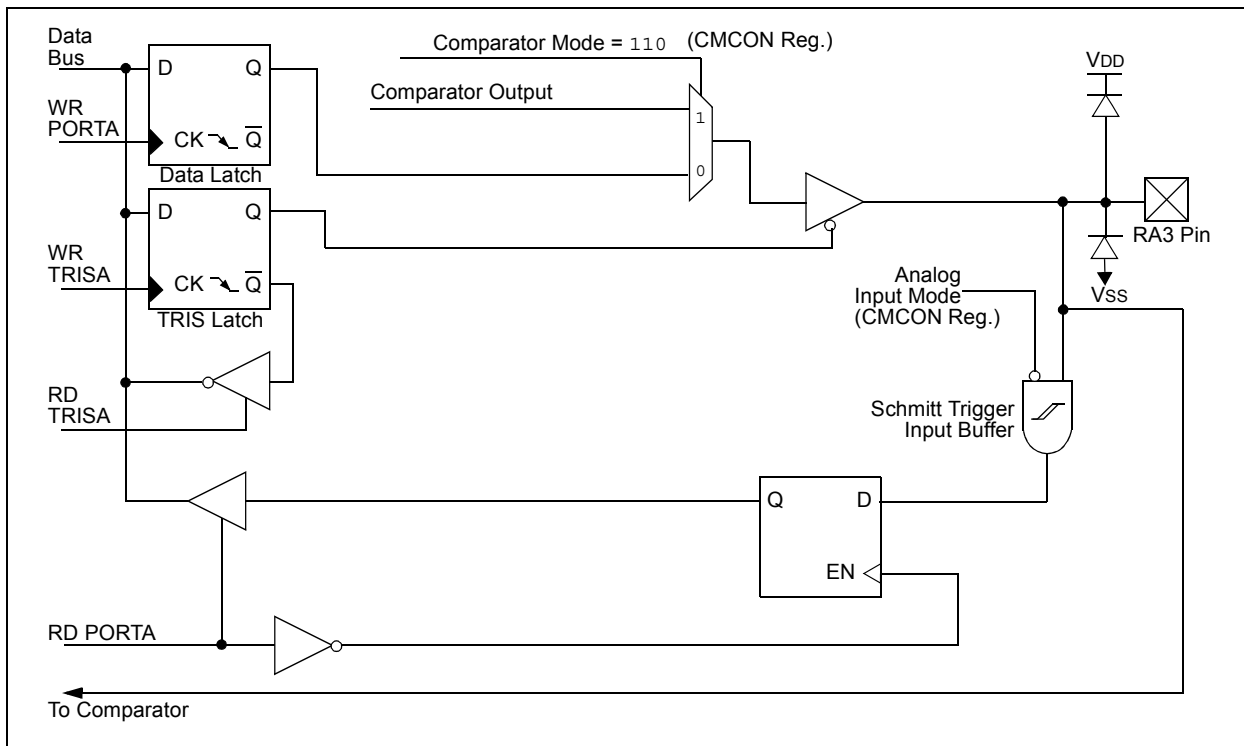 Data
Bus
D Q
WR
PORTA
CK Q̅
Data Latch
Comparator Mode = 110 (CMCON Reg.)
Comparator Output
1
0
VDD
RA3 Pin
VSS
D Q
WR
TRISA
CK Q̅
TRIS Latch
Analog
Input Mode
(CMCON Reg.)
RD
TRISA
Schmitt Trigger
Input Buffer
Q D
EN
RD PORTA
To Comparator